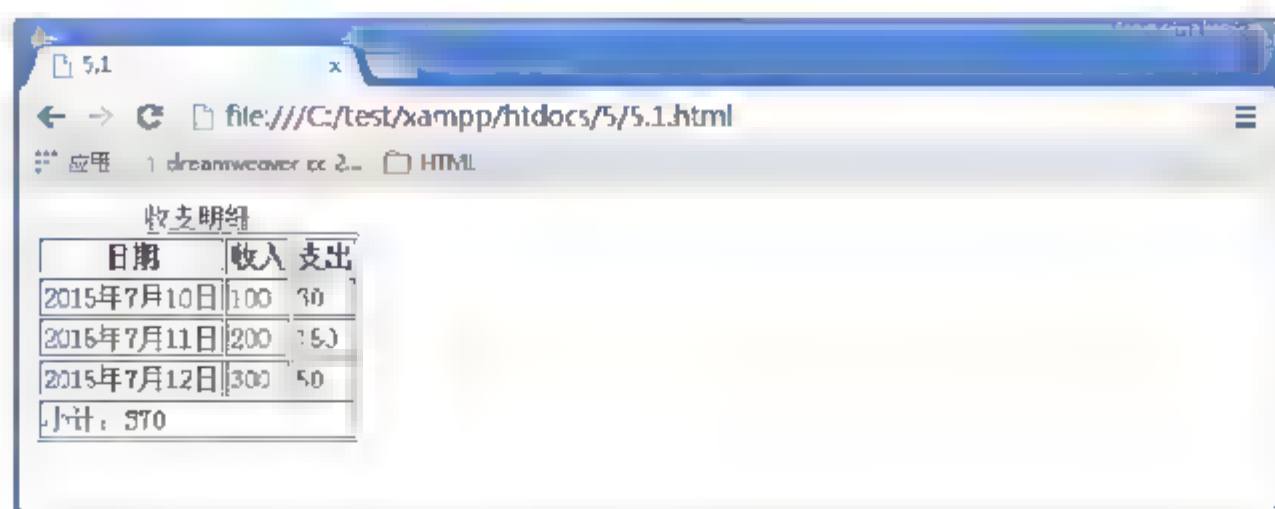 5.1
file:///C:/test/xampp/htdocs/5/5.1.html
应用 dreamweaver cc 2... HTML
收支明细
日期 收入 支出
2015年7月10日 100 30
2015年7月11日 200 150
2015年7月12日 300 50
小计：370